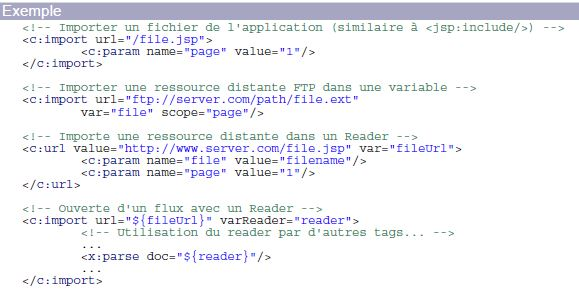 Exemple
<!-- Importer un fichier de l'application (similaire à <jsp:include/>) -->
<c:import url="/file.jsp">
<c:param name="page" value="1"/>
</c:import>
<!-- Importer une ressource distante FTP dans une variable -->
<c:import url="ftp://server.com/path/file.ext"
var="file" scope="page"/>
<!-- Importe une ressource distante dans un Reader -->
<c:url value="http://www.server.com/file.jsp" var="fileUrl">
<c:param name="file" value="filename"/>
<c:param name="page" value="1"/>
</c:url>
<!-- Ouverte d'un flux avec un Reader -->
<c:import url="${fileUrl}" varReader="reader">
<!-- Utilisation du reader par d'autres tags... -->
...
<x:parse doc="${reader}"/>
...
</c:import>